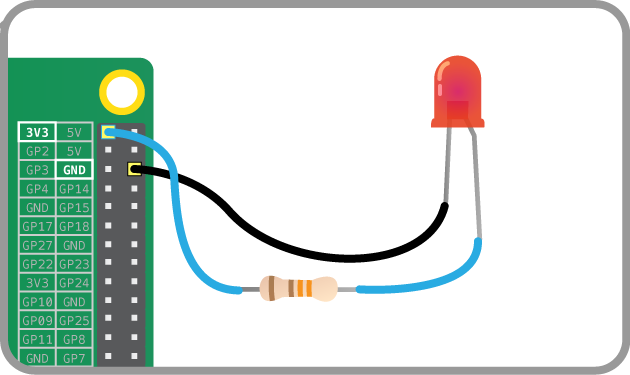 3V3 5V
GP2 5V
GP3 GND
GP4 GP14
GND GP15
GP17 GP18
GP27 GND
GP22 GP23
3V3 GP24
GP10 GND
GP09 GP25
GP11 GP8
GND GP7